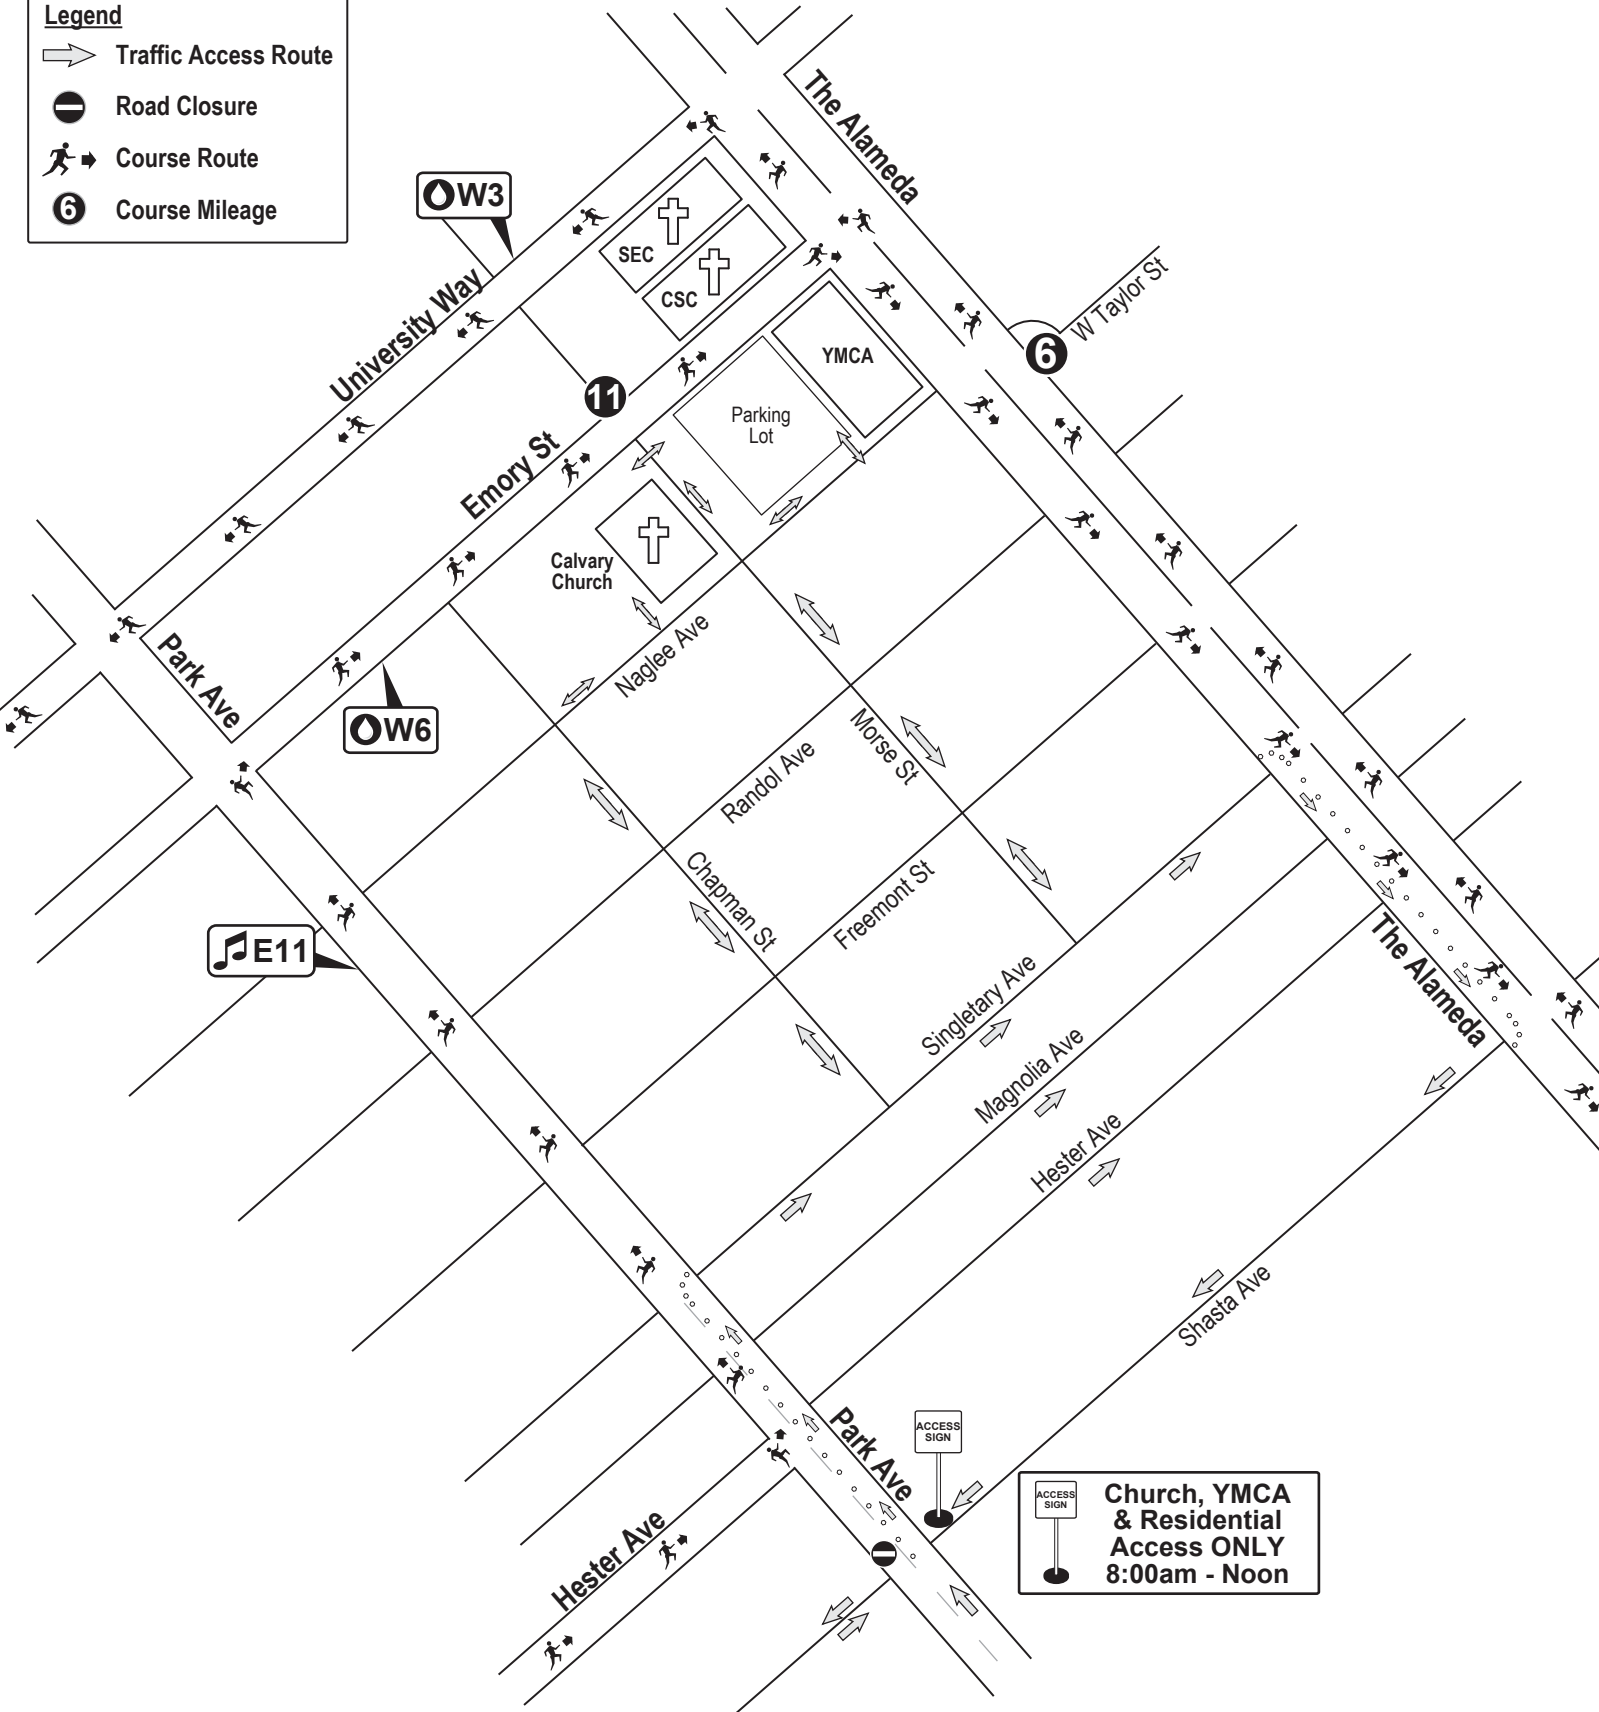 Legend
Traffic Access Route
Road Closure
Course Route
6 Course Mileage
The Alameda
W3
SEC
CSC
University Way
W Taylor St
6
YMCA
11
Parking
Lot
Emory St
Calvary
Church
Naglee Ave
Park Ave
W6
Morse St
Randol Ave
Chapman St
Freemont St
E11
The Alameda
Singletary Ave
Magnolia Ave
Hester Ave
Shasta Ave
Park Ave
ACCESS
SIGN
Hester Ave
ACCESS
SIGN
Church, YMCA
& Residential
Access ONLY
8:00am - Noon